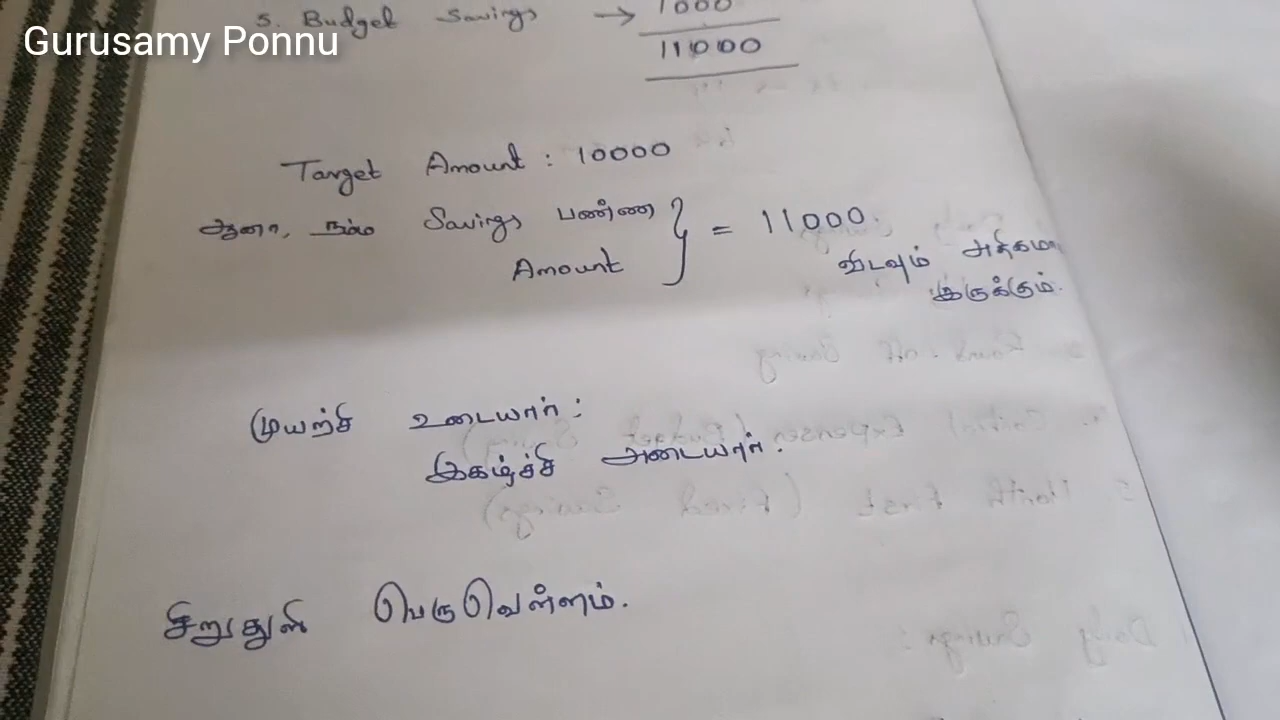 5. Budget Savings → 1000
Gurusamy Ponnu
11000
Target Amount : 10000
ஆனா, நம்ம Savings பண்ண
Amount } = 11000.
விடவும் அதிகமா
இருக்கும்.
முயற்சி உடையார் :
இகழ்ச்சி அடையார்.
சிறுதுளி பெருவெள்ளம்.